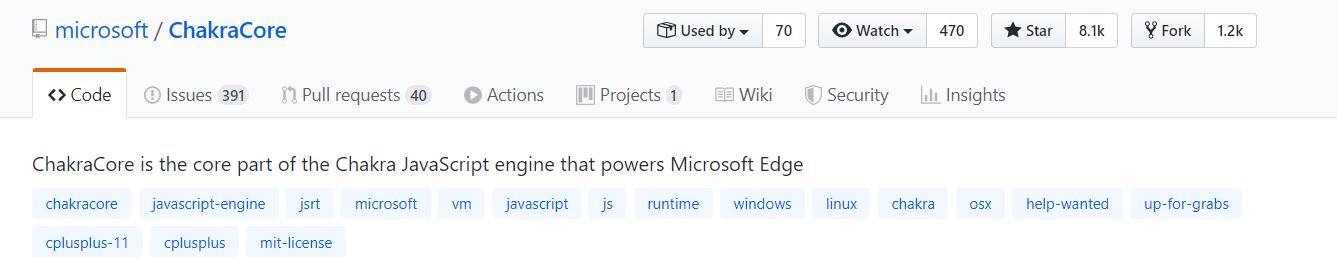 microsoft / ChakraCore Used by 70 Watch 470 Star 8.1k Fork 1.2k
Code Issues 391 Pull requests 40 Actions Projects 1 Wiki Security Insights
ChakraCore is the core part of the Chakra JavaScript engine that powers Microsoft Edge
chakracore javascript-engine jsrt microsoft vm javascript js runtime windows linux chakra osx help-wanted up-for-grabs
cplusplus-11 cplusplus mit-license